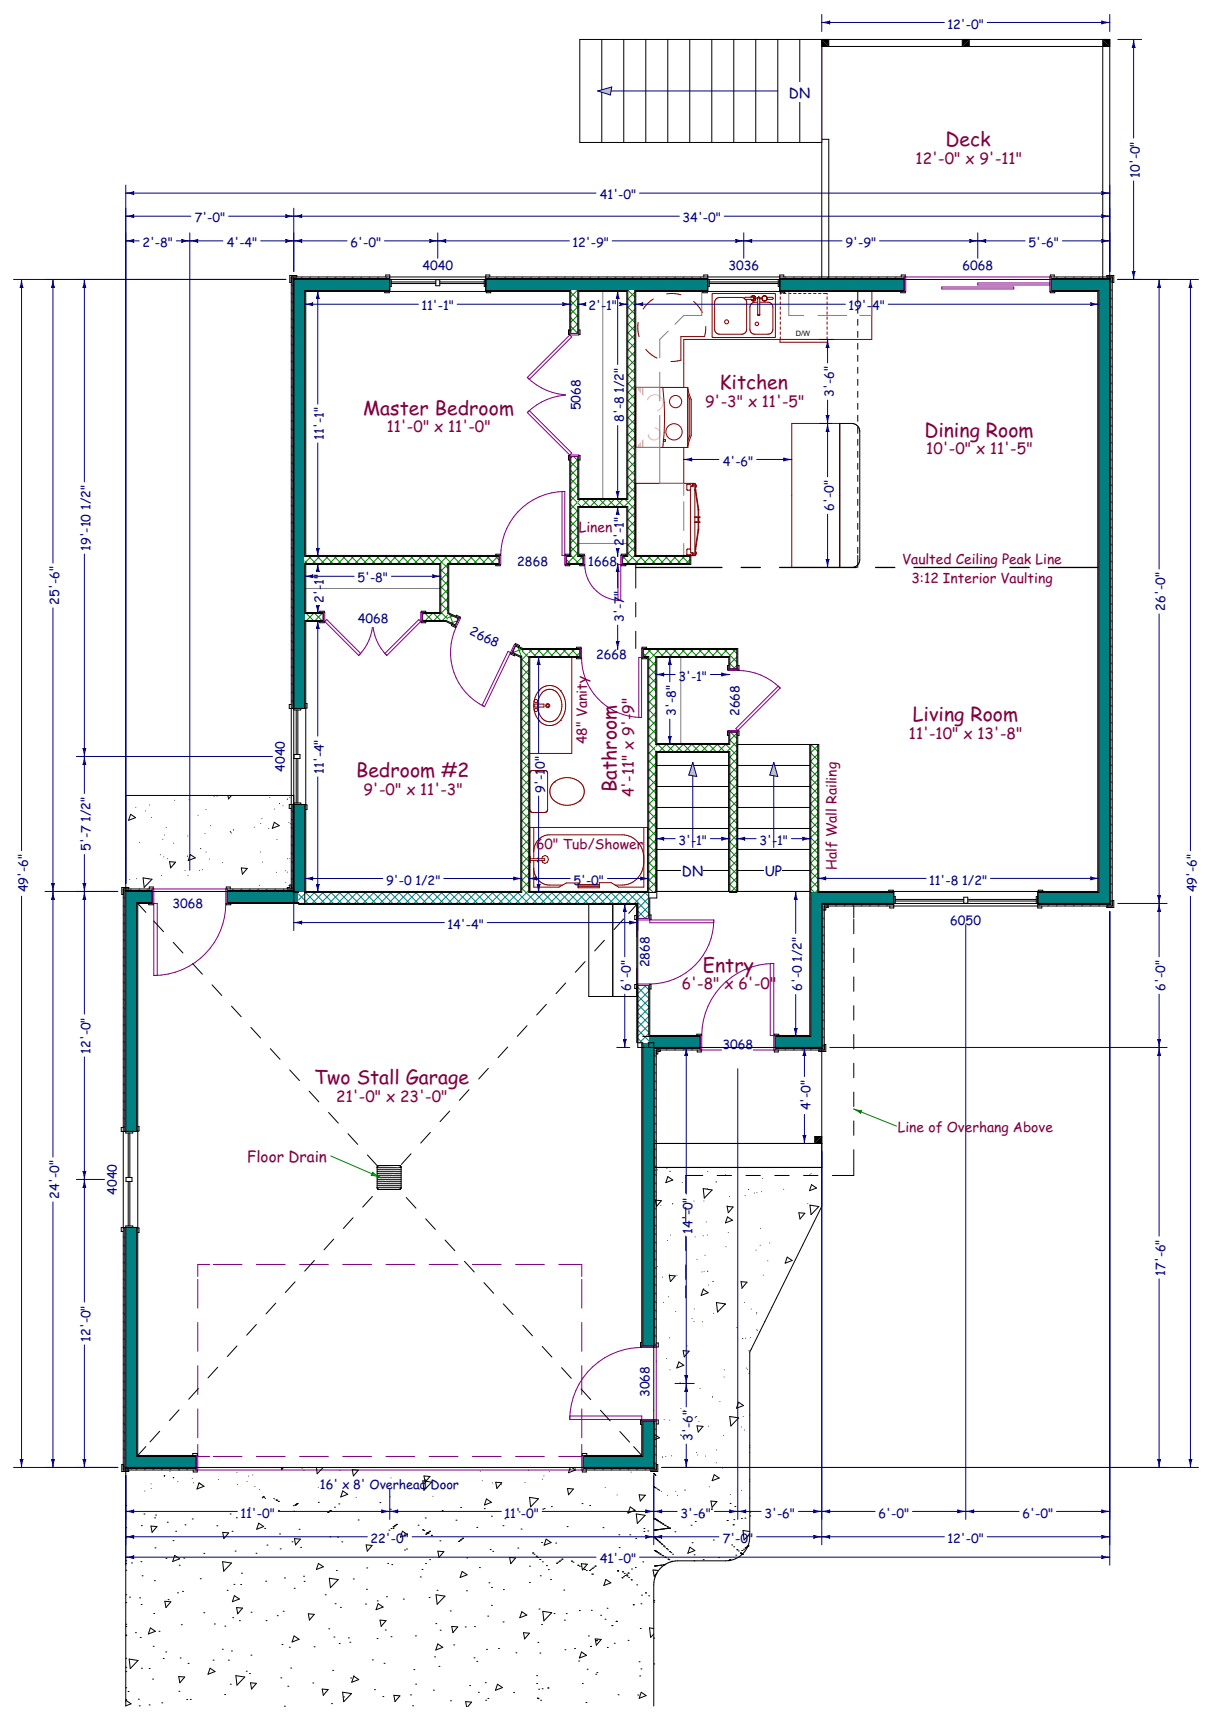 12'-0"
DN
Deck
12'-0" x 9'-11"
10'-0"
41'-0"
7'-0"
34'-0"
2'-8"
4'-4"
6'-0"
12'-9"
9'-9"
5'-6"
4040
3036
6068
11'-1"
2'-1"
19'-4"
D/W
Kitchen
9'-3" x 11'-5"
3'-6"
Master Bedroom
11'-0" x 11'-0"
11'-1"
5068
8'-8 1/2"
Dining Room
10'-0" x 11'-5"
4'-6"
6'-0"
19'-10 1/2"
25'-6"
26'-0"
Linen
2'-1"
2868
1668
Vaulted Ceiling Peak Line
3:12 Interior Vaulting
5'-8"
2'-1"
3'-7"
4068
2668
2668
3'-1"
3'-8"
2668
48" Vanity
Bathroom
4'-11" x 9'-9"
Living Room
11'-10" x 13'-8"
4040
11'-4"
Bedroom #2
9'-0" x 11'-3"
9'-10"
5'-7 1/2"
Half Wall Railing
60" Tub/Shower
3'-1"
3'-1"
DN
UP
9'-0 1/2"
5'-0"
11'-8 1/2"
49'-6"
49'-6"
3068
14'-4"
6050
2868
6'-0"
Entry
6'-8" x 6'-0"
6'-0 1/2"
6'-0"
3068
12'-0"
Two Stall Garage
21'-0" x 23'-0"
4'-0"
Line of Overhang Above
Floor Drain
4040
24'-0"
14'-0"
17'-6"
12'-0"
3068
3'-6"
16' x 8' Overhead Door
11'-0"
11'-0"
3'-6"
3'-6"
6'-0"
6'-0"
22'-0"
7'-0"
12'-0"
41'-0"